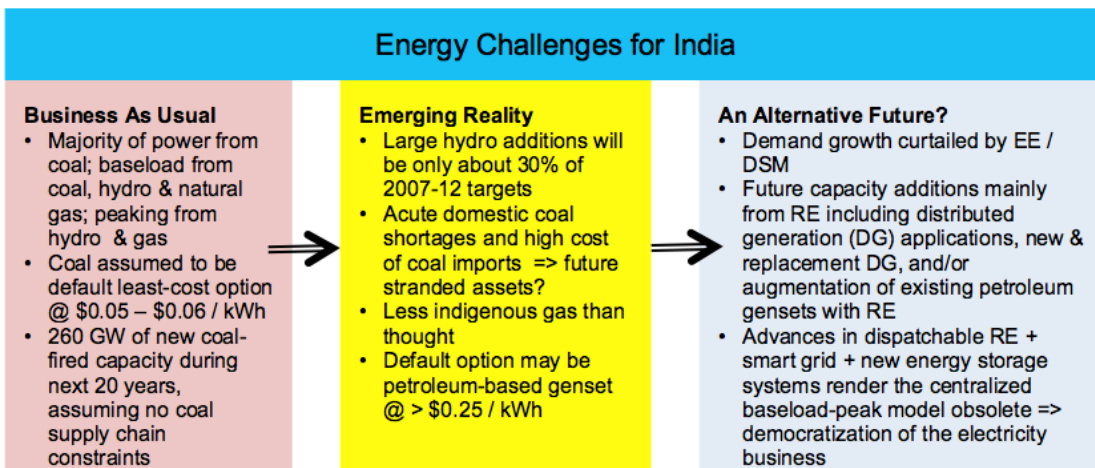 Energy Challenges for India
Business As Usual
• Majority of power from
coal; baseload from
coal, hydro & natural
gas; peaking from
hydro & gas
• Coal assumed to be
default least-cost option
@ $0.05 – $0.06 / kWh
• 260 GW of new coal-
fired capacity during
next 20 years,
assuming no coal
supply chain
constraints
Emerging Reality
• Large hydro additions will
be only about 30% of
2007-12 targets
• Acute domestic coal
shortages and high cost
of coal imports => future
stranded assets?
• Less indigenous gas than
thought
• Default option may be
petroleum-based genset
@ > $0.25 / kWh
An Alternative Future?
• Demand growth curtailed by EE /
DSM
• Future capacity additions mainly
from RE including distributed
generation (DG) applications, new &
replacement DG, and/or
augmentation of existing petroleum
gensets with RE
• Advances in dispatchable RE +
smart grid + new energy storage
systems render the centralized
baseload-peak model obsolete =>
democratization of the electricity
business